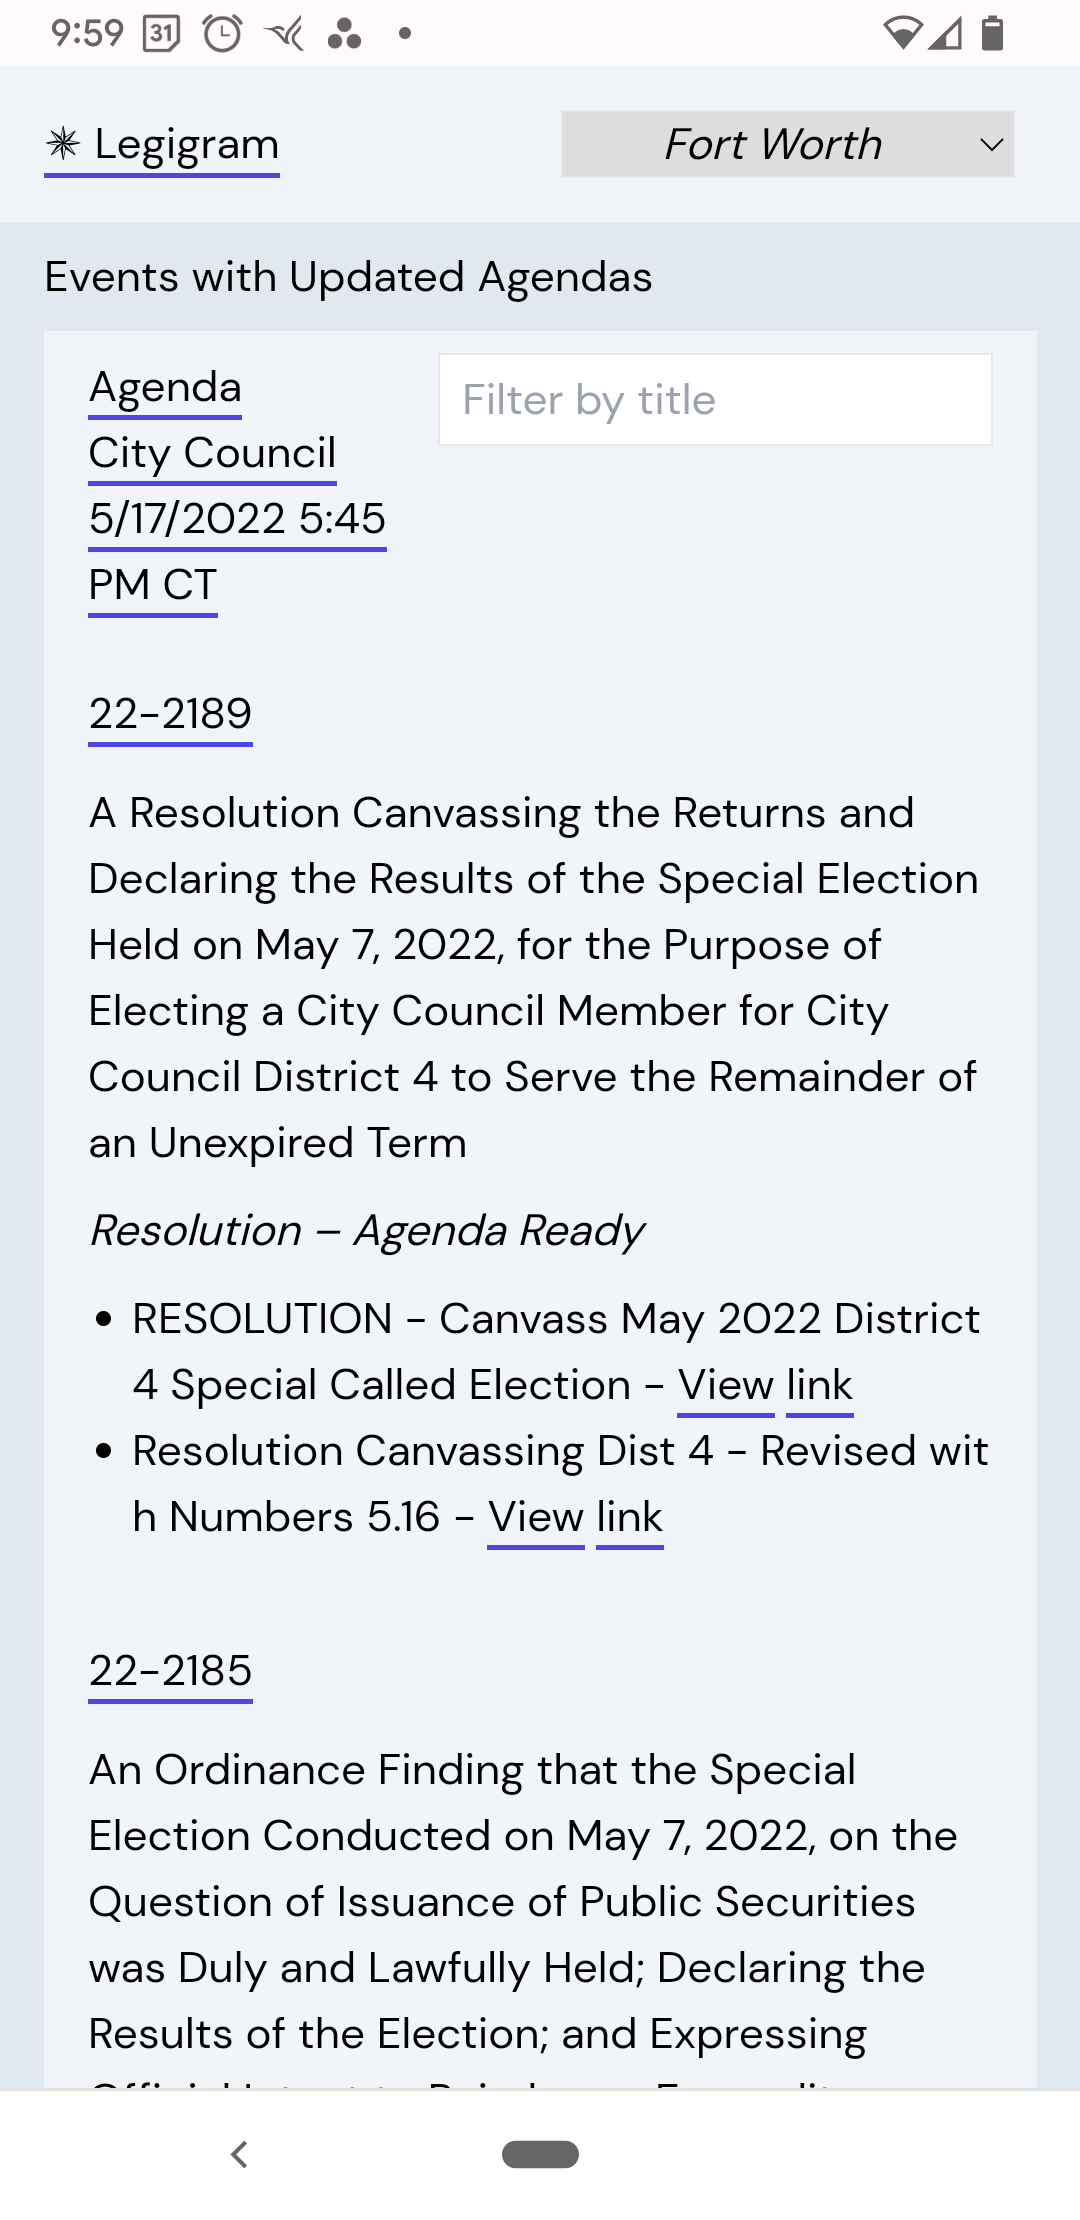 9:59 31
Legigram
Fort Worth
Events with Updated Agendas
Agenda
City Council
5/17/2022 5:45
PM CT
Filter by title
22-2189
A Resolution Canvassing the Returns and
Declaring the Results of the Special Election
Held on May 7, 2022, for the Purpose of
Electing a City Council Member for City
Council District 4 to Serve the Remainder of
an Unexpired Term
Resolution – Agenda Ready
• RESOLUTION - Canvass May 2022 District
4 Special Called Election - View link
• Resolution Canvassing Dist 4 - Revised wit
h Numbers 5.16 - View link
22-2185
An Ordinance Finding that the Special
Election Conducted on May 7, 2022, on the
Question of Issuance of Public Securities
was Duly and Lawfully Held; Declaring the
Results of the Election; and Expressing